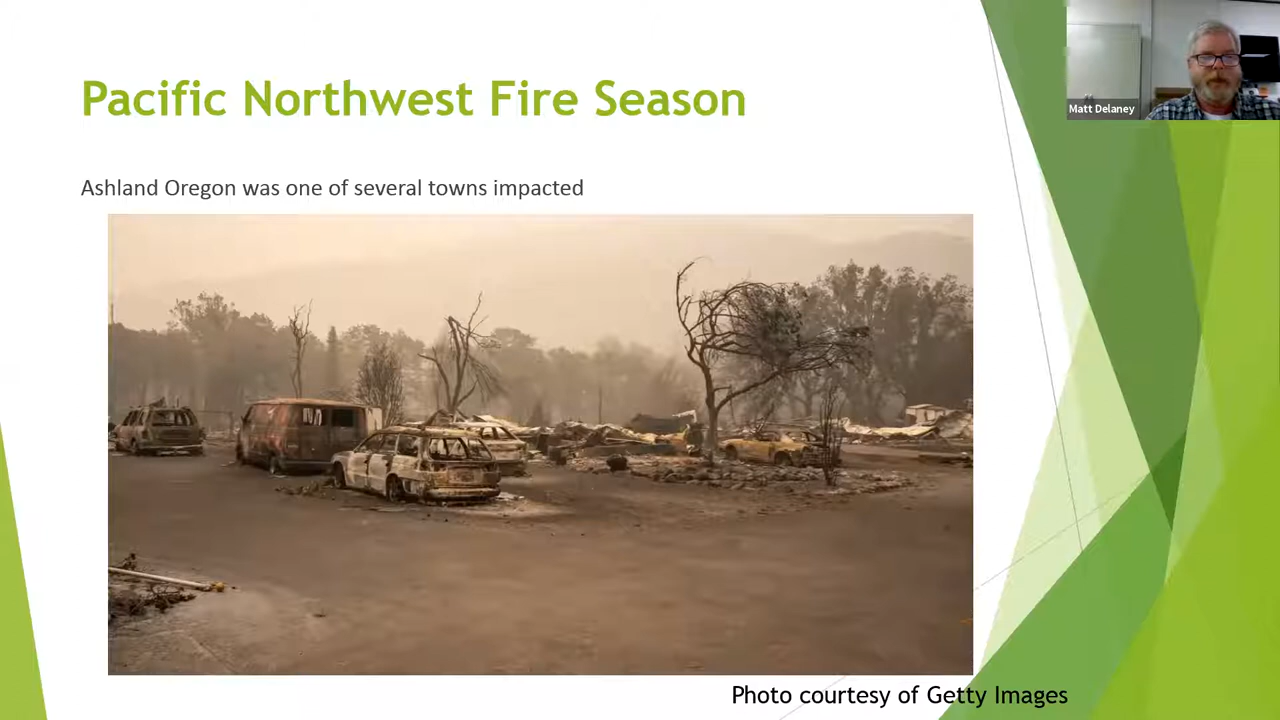 Pacific Northwest Fire Season
Matt Delaney
Ashland Oregon was one of several towns impacted
Photo courtesy of Getty Images